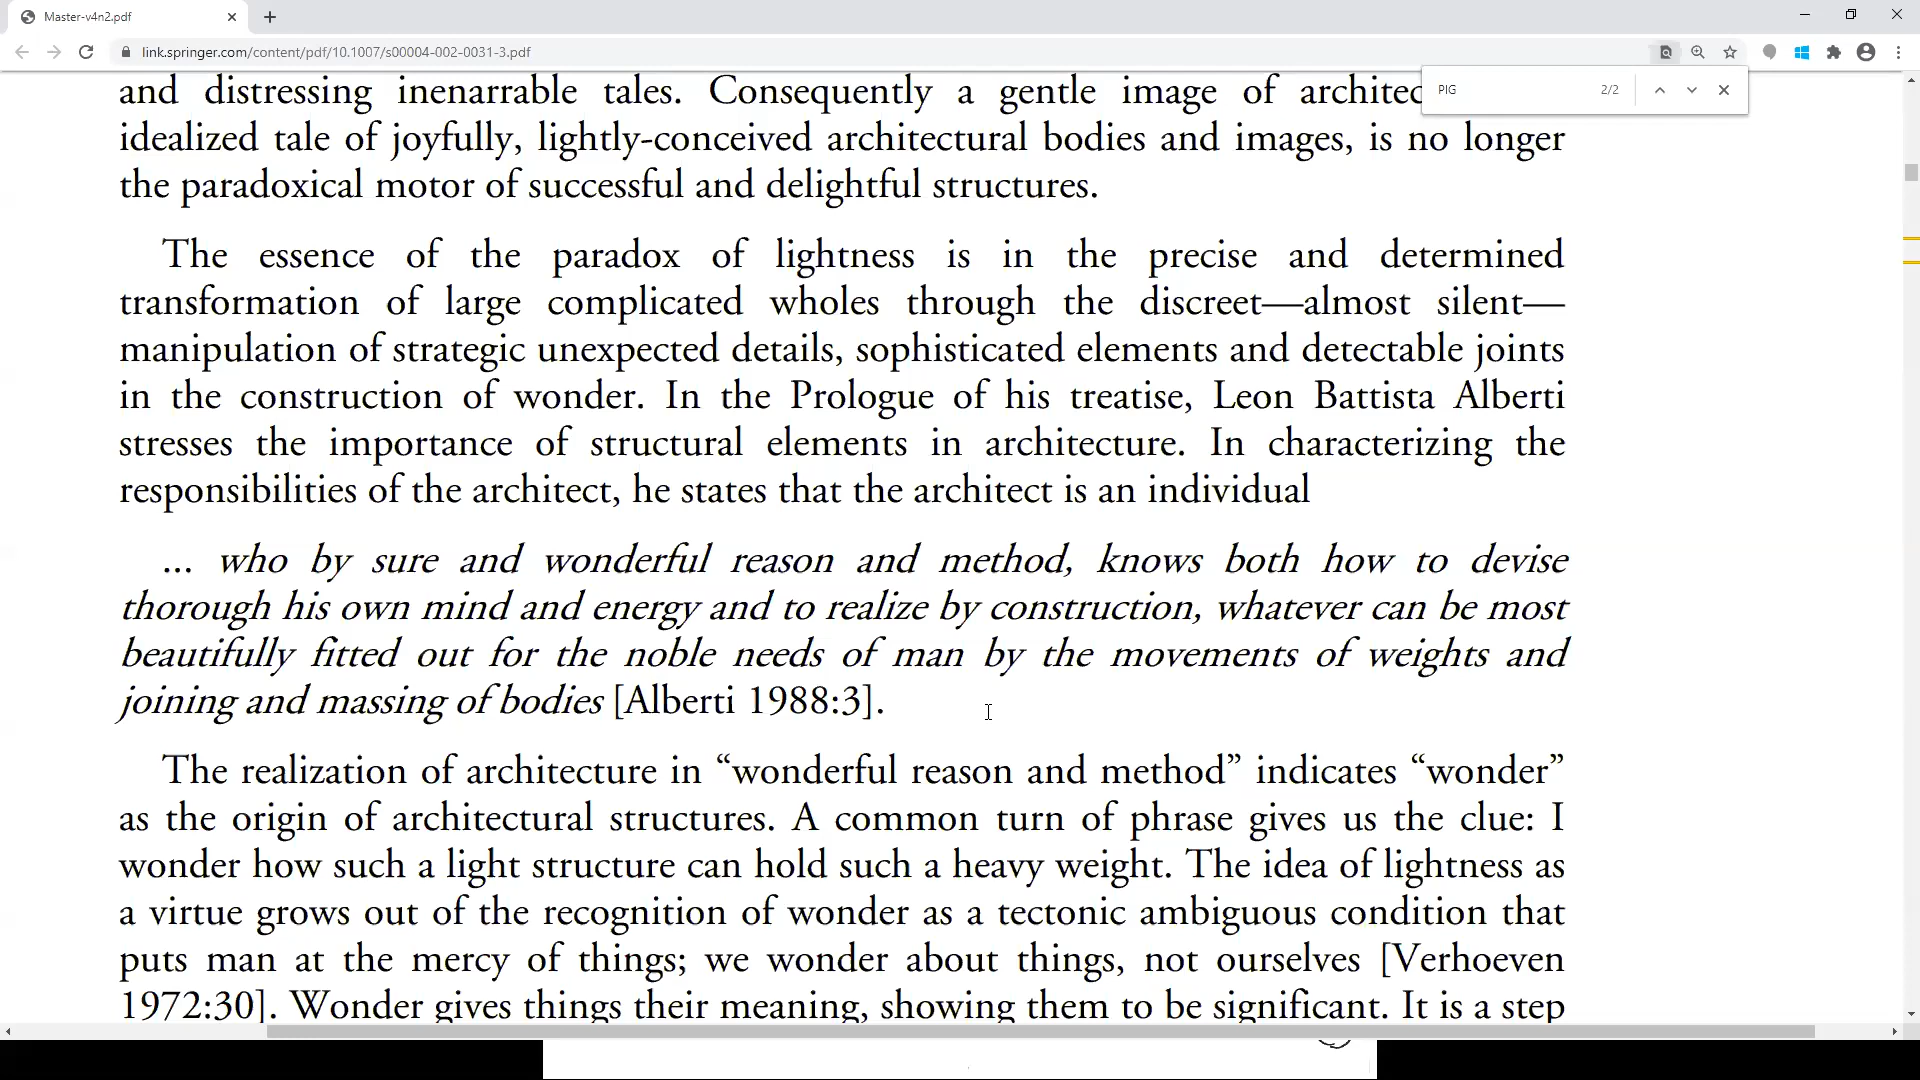 Master-v4n2.pdf
link.springer.com/content/pdf/10.1007/s00004-002-0031-3.pdf
PIG 2/2
and distressing inenarrable tales. Consequently a gentle image of
idealized tale of joyfully, lightly-conceived architectural bodies and images, is no longer
the paradoxical motor of successful and delightful structures.
The essence of the paradox of lightness is in the precise and determined
transformation of large complicated wholes through the discreet—almost silent—
manipulation of strategic unexpected details, sophisticated elements and detectable joints
in the construction of wonder. In the Prologue of his treatise, Leon Battista Alberti
stresses the importance of structural elements in architecture. In characterizing the
responsibilities of the architect, he states that the architect is an individual
... who by sure and wonderful reason and method, knows both how to devise
thorough his own mind and energy and to realize by construction, whatever can be most
beautifully fitted out for the noble needs of man by the movements of weights and
joining and massing of bodies [Alberti 1988:3].
The realization of architecture in “wonderful reason and method” indicates “wonder”
as the origin of architectural structures. A common turn of phrase gives us the clue: I
wonder how such a light structure can hold such a heavy weight. The idea of lightness as
a virtue grows out of the recognition of wonder as a tectonic ambiguous condition that
puts man at the mercy of things; we wonder about things, not ourselves [Verhoeven
1972:30]. Wonder gives things their meaning, showing them to be significant. It is a step